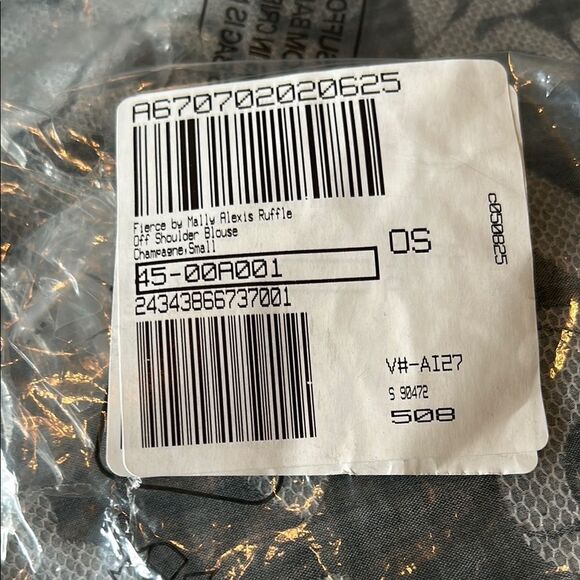 A670702020625
Fierce by Mally Alexis Ruffle
Off Shoulder Blouse
Champagne,Small
OS
45-00A001
24343866737001
c050825
V#-AI27
S 90472
508